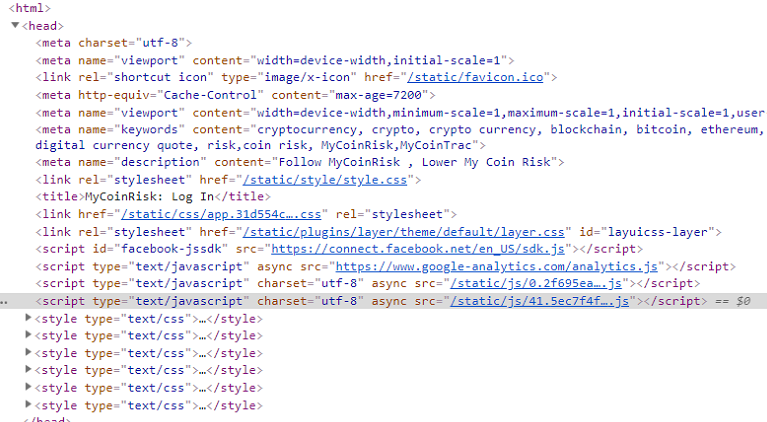 <html>
▼<head>
<meta charset="utf-8">
<meta name="viewport" content="width=device-width,initial-scale=1">
<link rel="shortcut icon" type="image/x-icon" href="/static/favicon.ico">
<meta http-equiv="Cache-Control" content="max-age=7200">
<meta name="viewport" content="width=device-width,minimum-scale=1,maximum-scale=1,initial-scale=1,user
<meta name="keywords" content="cryptocurrency, crypto, crypto currency, blockchain, bitcoin, ethereum,
digital currency quote, risk,coin risk, MyCoinRisk,MyCoinTrac">
<meta name="description" content="Follow MyCoinRisk , Lower My Coin Risk">
<link rel="stylesheet" href="/static/style/style.css">
<title>MyCoinRisk: Log In</title>
<link href="/static/css/app.31d554c….css" rel="stylesheet">
<link rel="stylesheet" href="/static/plugins/layer/theme/default/layer.css" id="layuicss-layer">
<script id="facebook-jssdk" src="https://connect.facebook.net/en_US/sdk.js"></script>
<script type="text/javascript" async src="https://www.google-analytics.com/analytics.js"></script>
<script type="text/javascript" charset="utf-8" async src="/static/js/0.2f695ea….js"></script>
… <script type="text/javascript" charset="utf-8" async src="/static/js/41.5ec7f4f….js"></script> == $0
▶<style type="text/css">…</style>
▶<style type="text/css">…</style>
▶<style type="text/css">…</style>
▶<style type="text/css">…</style>
▶<style type="text/css">…</style>
▶<style type="text/css">…</style>
</head>